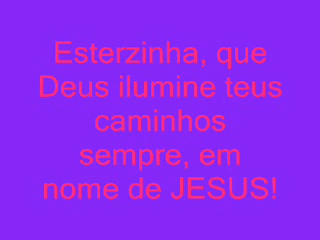 Esterzinha, que
Deus ilumine teus
caminhos
sempre, em
nome de JESUS!